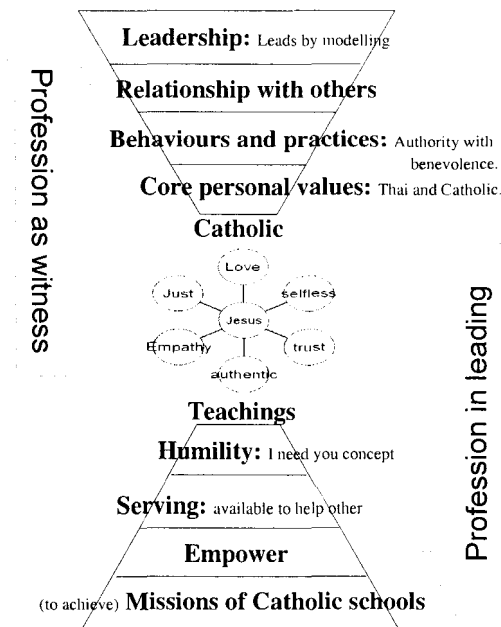 Leadership: Leads by modelling
Relationship with others
Behaviours and practices: Authority with
benevolence.
Core personal values: Thai and Catholic.
Catholic
Love
Just
selfless
Jesus
Empathy
trust
authentic
Teachings
Humility: I need you concept
Serving: available to help other
Empower
(to achieve) Missions of Catholic schools
Profession as witness
Profession in leading